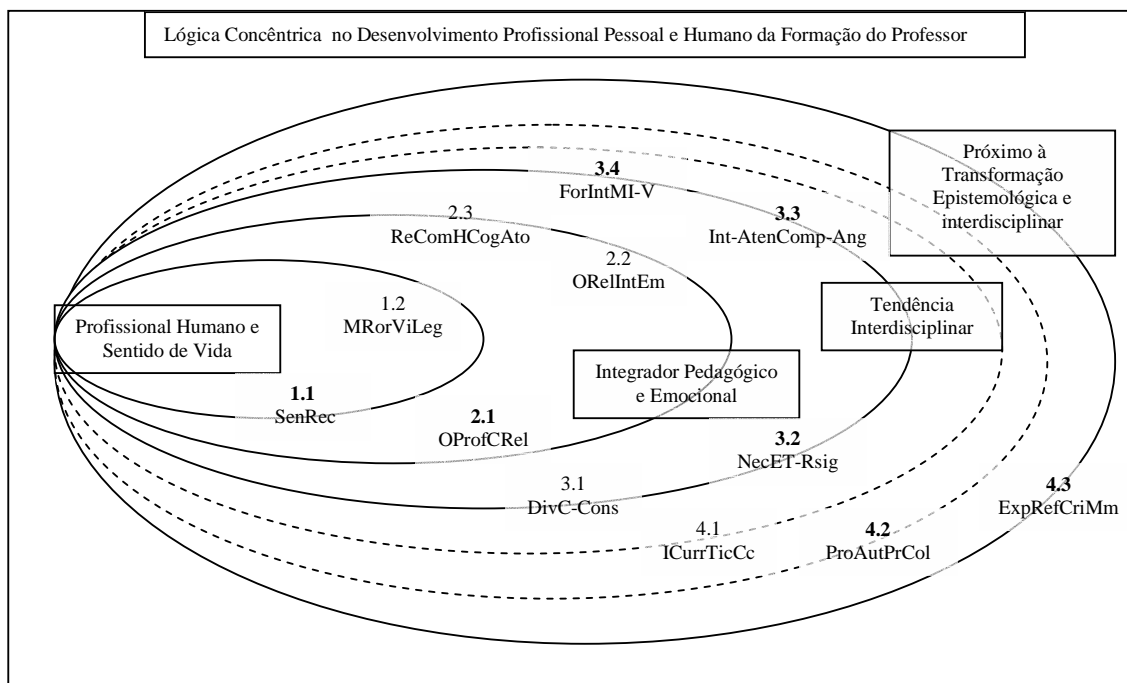 Lógica Concêntrica no Desenvolvimento Profissional Pessoal e Humano da Formação do Professor
Próximo à
Transformação
Epistemológica e
interdisciplinar
3.4
ForIntMI-V
2.3
ReComHCogAto
3.3
Int-AtenComp-Ang
2.2
ORelIntEm
1.2
MRorViLeg
Profissional Humano e
Sentido de Vida
Tendência
Interdisciplinar
Integrador Pedagógico
e Emocional
1.1
SenRec
2.1
OProfCRel
3.2
NecET-Rsig
3.1
DivC-Cons
4.3
ExpRefCriMm
4.1
ICurrTicCc
4.2
ProAutPrCol